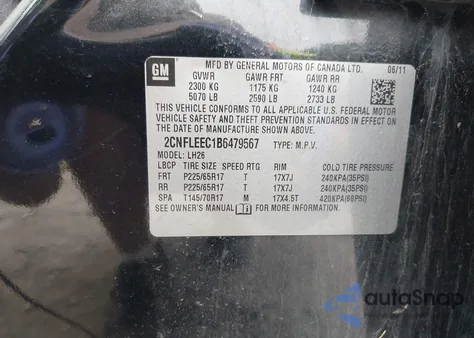 GM
MFD BY GENERAL MOTORS OF CANADA LTD. 06/11
GVWR GAWR FRT GAWR RR
2300 KG 1175 KG 1240 KG
5070 LB 2590 LB 2733 LB
THIS VEHICLE CONFORMS TO ALL APPLICABLE U.S. FEDERAL MOTOR
VEHICLE SAFETY AND THEFT PREVENTION STANDARDS IN EFFECT ON
THE DATE OF MANUFACTURE SHOWN ABOVE.
2CNFLEEC1B6479567 TYPE: M.P.V.
MODEL: LH26
LBCP TIRE SIZE SPEED RTG RIM COLD TIRE PRESSURE
FRT P225/65R17 T 17X7J 240KPA(35PSI)
RR P225/65R17 T 17X7J 240KPA(35PSI)
SPA T145/70R17 M 17X4.5T 420KPA(60PSI)
SEE OWNER'S MANUAL FOR MORE INFORMATION.
autoSnap
www.autosnap.com